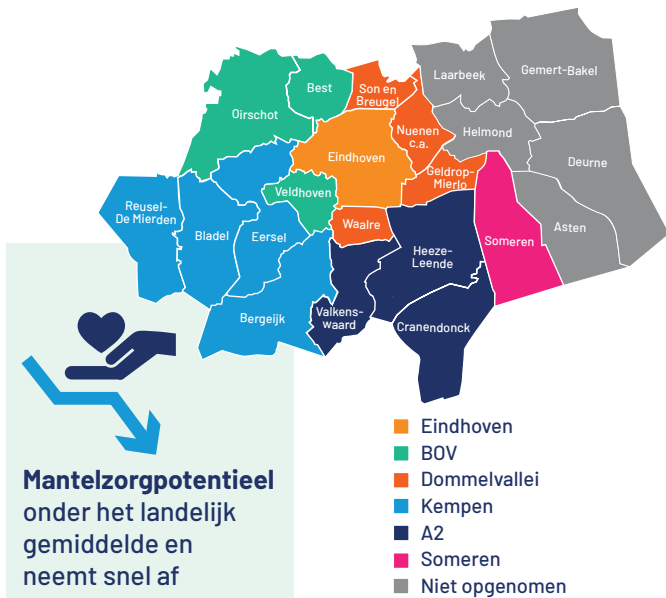 Laarbeek
Gemert-Bakel
Best
Son en
Breugel
Oirschot
Nuenen
c.a.
Helmond
Eindhoven
Deurne
Geldrop-
Mierlo
Veldhoven
Reusel-
De Mierden
Bladel
Eersel
Waalre
Asten
Someren
Heeze-
Leende
Bergeijk
Valkens-
waard
Cranendonck
Mantelzorgpotentieel
onder het landelijk
gemiddelde en
neemt snel af
Eindhoven
BOV
Dommelvallei
Kempen
A2
Someren
Niet opgenomen